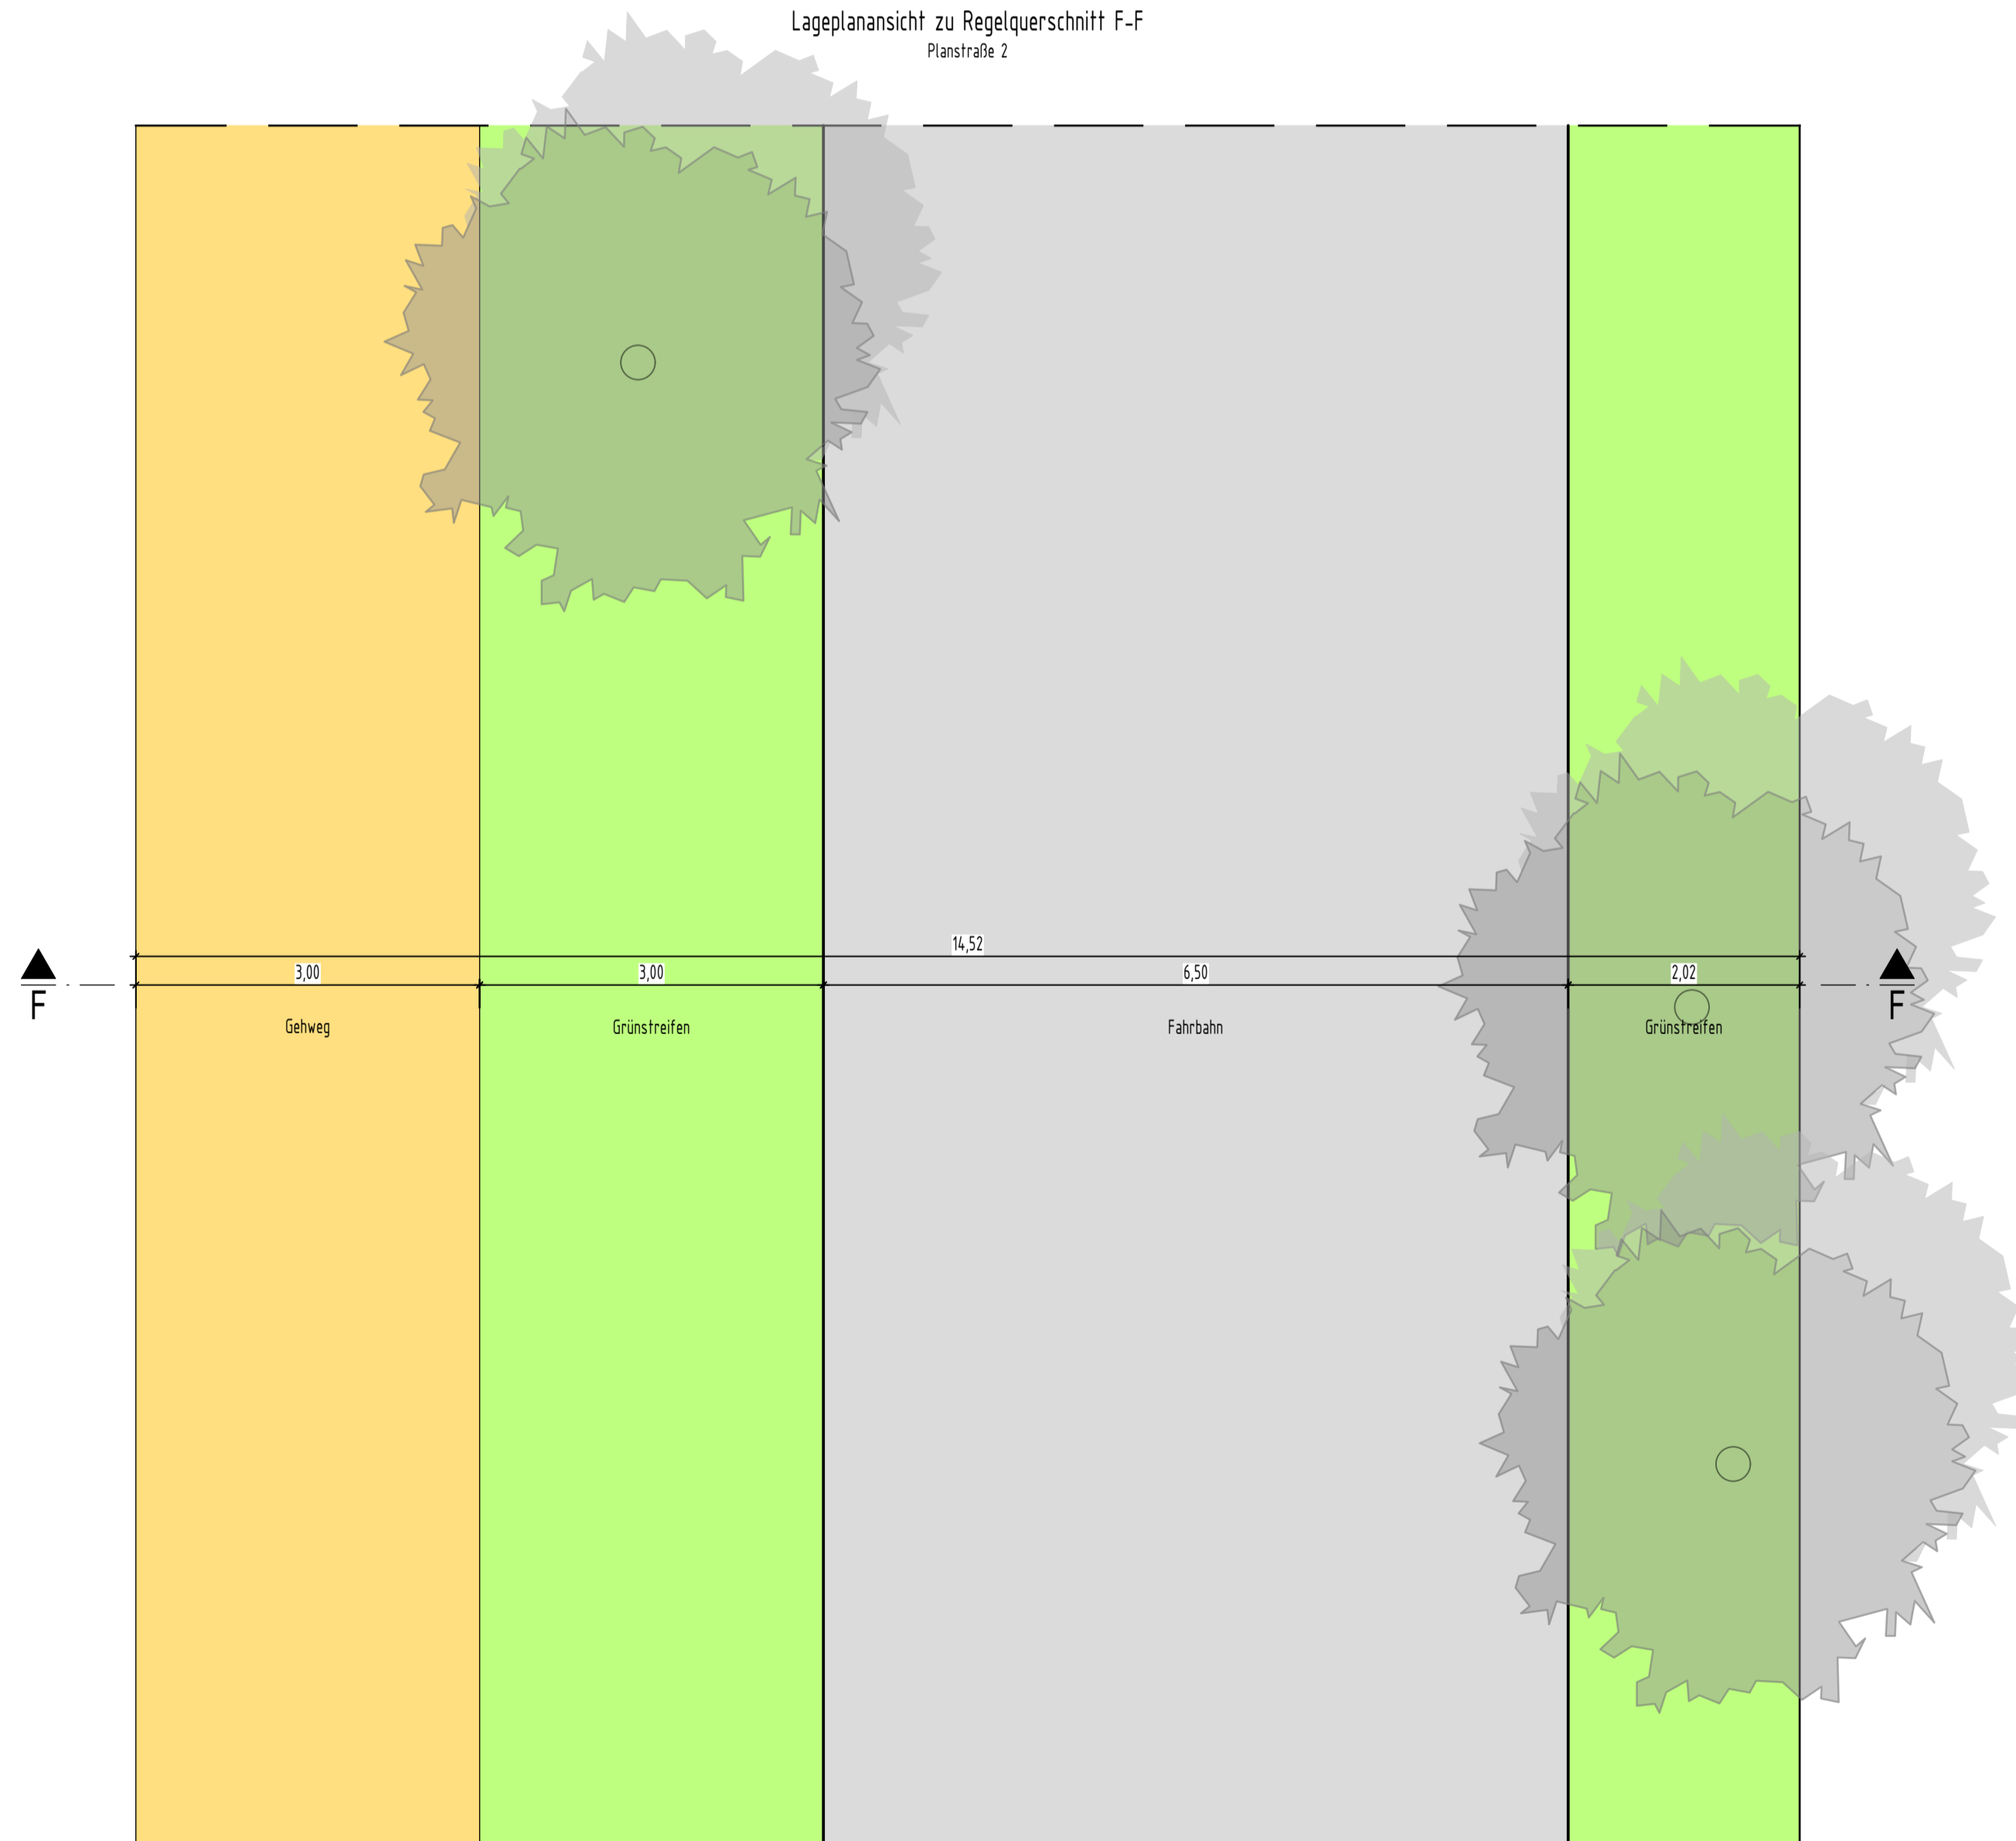 Lageplanansicht zu Regelquerschnitt F-F
Planstraße 2
14,52
3,00 3,00 6,50 2,02
F F
Gehweg Grünstreifen Fahrbahn Grünstreifen